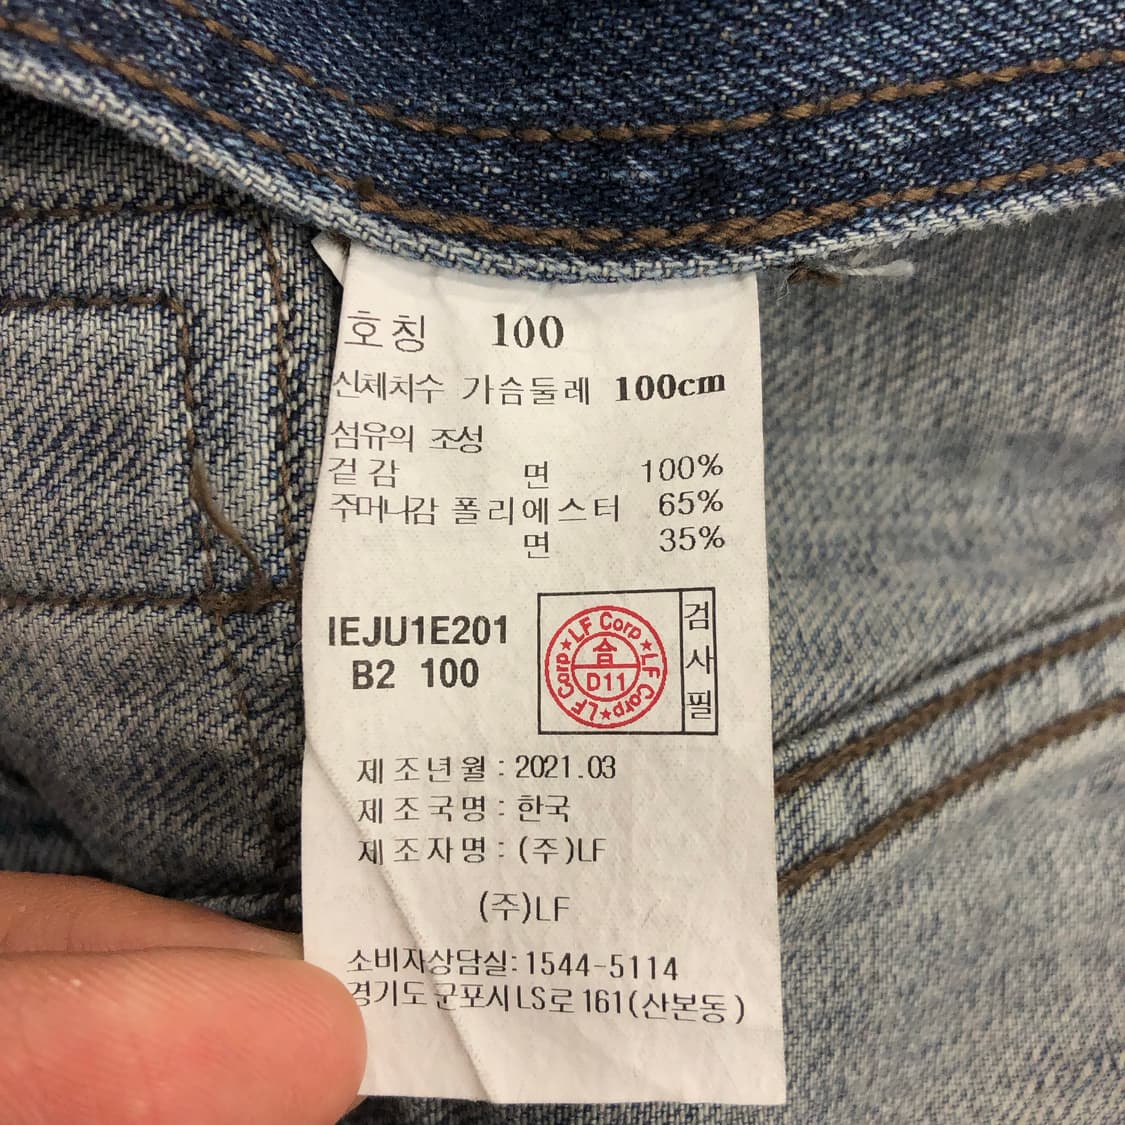 호칭 100
신체치수 가슴둘레 100cm
섬유의 조성
겉감 면 100%
주머니감 폴리에스터 65%
면 35%
IEJU1E201
B2 100
LF Corp★LF Corp★LF Corp★
合
D11
검사필
제조년월 : 2021.03
제조국명 : 한국
제조자명 : (주)LF
(주)LF
소비자상담실: 1544-5114
경기도 군포시 LS로 161(산본동)